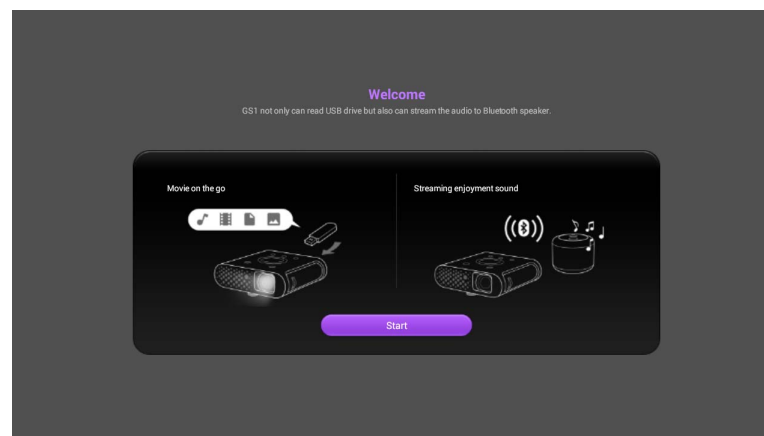 Welcome
GS1 not only can read USB drive but also can stream the audio to Bluetooth speaker.
Movie on the go
Streaming enjoyment sound
Start